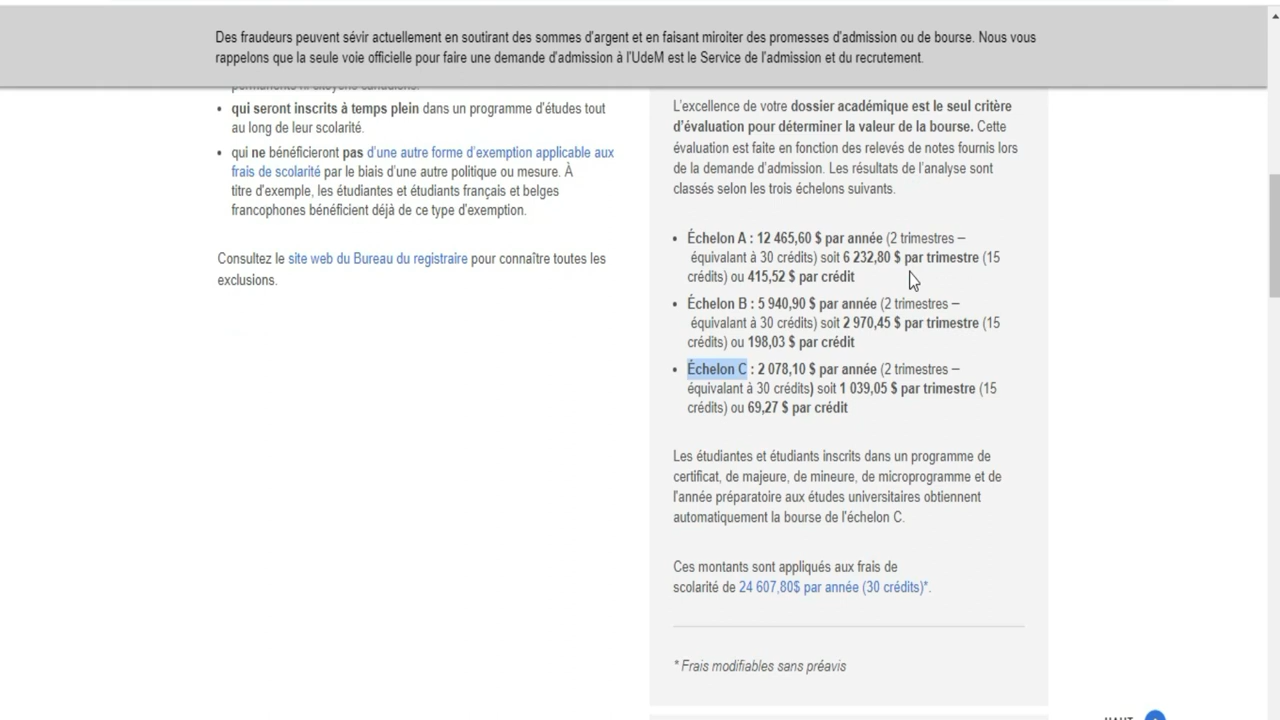 Des fraudeurs peuvent sévir actuellement en soutirant des sommes d'argent et en faisant miroiter des promesses d'admission ou de bourse. Nous vous
rappelons que la seule voie officielle pour faire une demande d'admission à l'UdeM est le Service de l'admission et du recrutement.
permanents ni citoyens canadiens.
• qui seront inscrits à temps plein dans un programme d'études tout
au long de leur scolarité.
• qui ne bénéficieront pas d'une autre forme d'exemption applicable aux
frais de scolarité par le biais d'une autre politique ou mesure. À
titre d'exemple, les étudiantes et étudiants français et belges
francophones bénéficient déjà de ce type d'exemption.
Consultez le site web du Bureau du registraire pour connaître toutes les
exclusions.
L'excellence de votre dossier académique est le seul critère
d'évaluation pour déterminer la valeur de la bourse. Cette
évaluation est faite en fonction des relevés de notes fournis lors
de la demande d'admission. Les résultats de l'analyse sont
classés selon les trois échelons suivants.
• Échelon A : 12 465,60 $ par année (2 trimestres –
équivalant à 30 crédits) soit 6 232,80 $ par trimestre (15
crédits) ou 415,52 $ par crédit
• Échelon B : 5 940,90 $ par année (2 trimestres –
équivalant à 30 crédits) soit 2 970,45 $ par trimestre (15
crédits) ou 198,03 $ par crédit
• Échelon C : 2 078,10 $ par année (2 trimestres –
équivalant à 30 crédits) soit 1 039,05 $ par trimestre (15
crédits) ou 69,27 $ par crédit
Les étudiantes et étudiants inscrits dans un programme de
certificat, de majeure, de mineure, de microprogramme et de
l'année préparatoire aux études universitaires obtiennent
automatiquement la bourse de l'échelon C.
Ces montants sont appliqués aux frais de
scolarité de 24 607,80$ par année (30 crédits)*.
* Frais modifiables sans préavis
HAUT